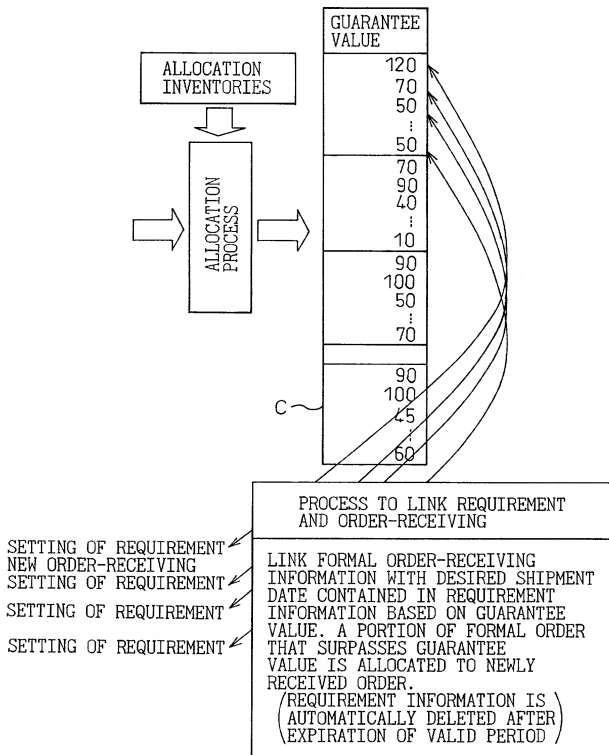 GUARANTEE
VALUE
ALLOCATION
INVENTORIES
ALLOCATION
PROCESS
120
70
50
50
70
90
40
10
90
100
50
70
90
100
45
60
C
PROCESS TO LINK REQUIREMENT
AND ORDER-RECEIVING
SETTING OF REQUIREMENT
NEW ORDER-RECEIVING
SETTING OF REQUIREMENT
SETTING OF REQUIREMENT
SETTING OF REQUIREMENT
LINK FORMAL ORDER-RECEIVING
INFORMATION WITH DESIRED SHIPMENT
DATE CONTAINED IN REQUIREMENT
INFORMATION BASED ON GUARANTEE
VALUE. A PORTION OF FORMAL ORDER
THAT SURPASSES GUARANTEE
VALUE IS ALLOCATED TO NEWLY
RECEIVED ORDER.
(REQUIREMENT INFORMATION IS
AUTOMATICALLY DELETED AFTER
EXPIRATION OF VALID PERIOD)